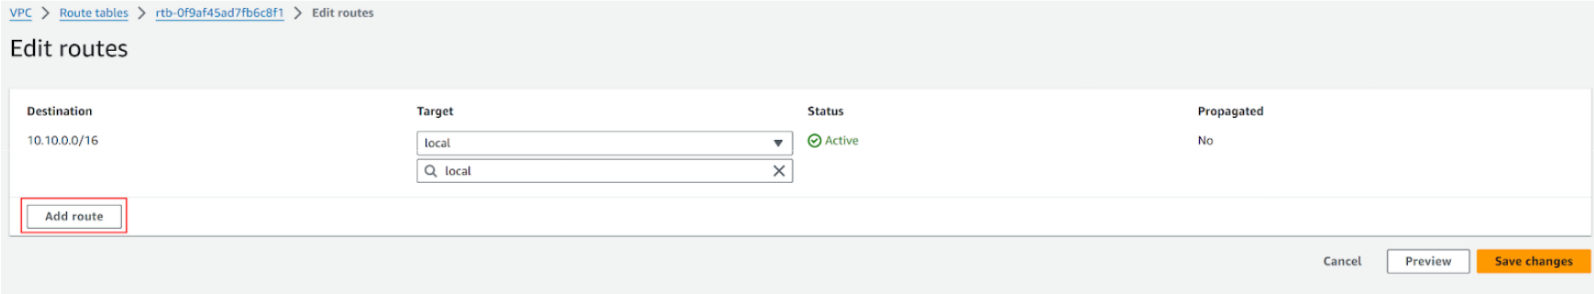 VPC > Route tables > rtb-0f9af45ad7fb6c8f1 > Edit routes
Edit routes
Destination Target Status Propagated
10.10.0.0/16 local Active No
local
Add route
Cancel Preview Save changes